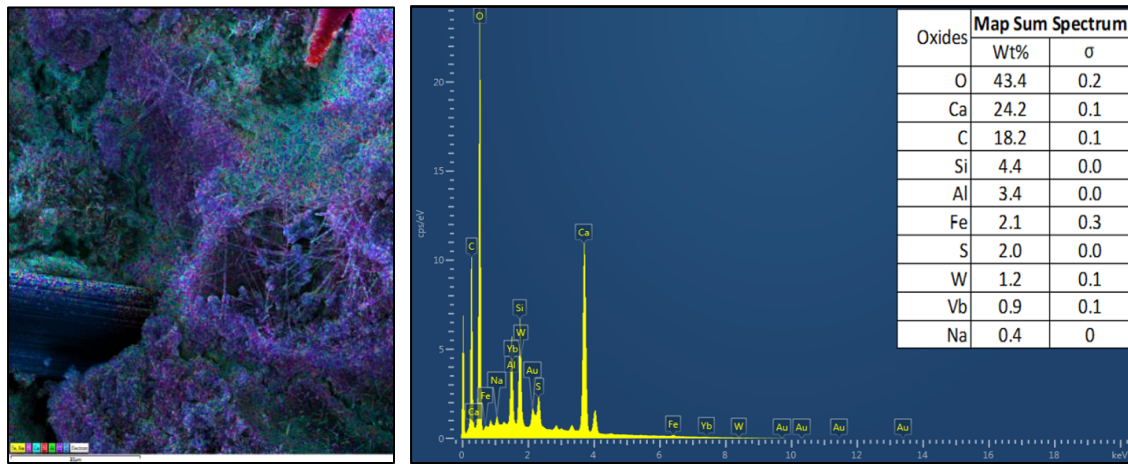 Oxides Map Sum Spectrum
Wt% σ
O 43.4 0.2
Ca 24.2 0.1
C 18.2 0.1
Si 4.4 0.0
Al 3.4 0.0
Fe 2.1 0.3
S 2.0 0.0
W 1.2 0.1
Vb 0.9 0.1
Na 0.4 0
cps/eV
20
15
10
5
0
O
C
Ca
Si
W
Yb
Al
Au
S
Na
Fe
Ca
Fe
Yb
W
Au
Au
Au
Au
0 2 4 6 8 10 12 14 16 18 keV
Electron